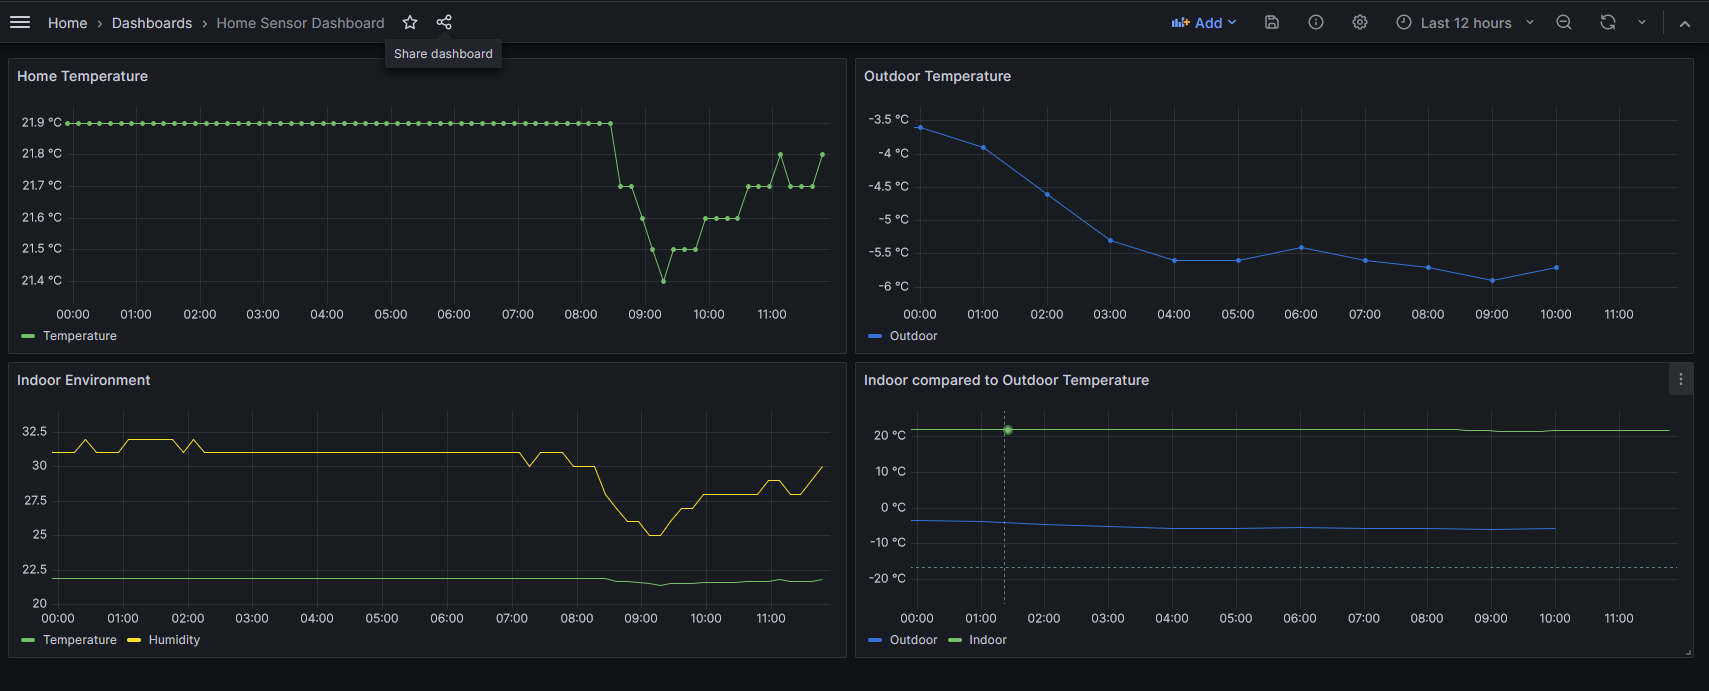 Home › Dashboards › Home Sensor Dashboard
Add
Last 12 hours
Share dashboard
Home Temperature
21.9 °C
21.8 °C
21.7 °C
21.6 °C
21.5 °C
21.4 °C
00:00 01:00 02:00 03:00 04:00 05:00 06:00 07:00 08:00 09:00 10:00 11:00
Temperature
Outdoor Temperature
-3.5 °C
-4 °C
-4.5 °C
-5 °C
-5.5 °C
-6 °C
00:00 01:00 02:00 03:00 04:00 05:00 06:00 07:00 08:00 09:00 10:00 11:00
Outdoor
Indoor Environment
32.5
30
27.5
25
22.5
20
00:00 01:00 02:00 03:00 04:00 05:00 06:00 07:00 08:00 09:00 10:00 11:00
Temperature Humidity
Indoor compared to Outdoor Temperature
20 °C
10 °C
0 °C
-10 °C
-20 °C
00:00 01:00 02:00 03:00 04:00 05:00 06:00 07:00 08:00 09:00 10:00 11:00
Outdoor Indoor